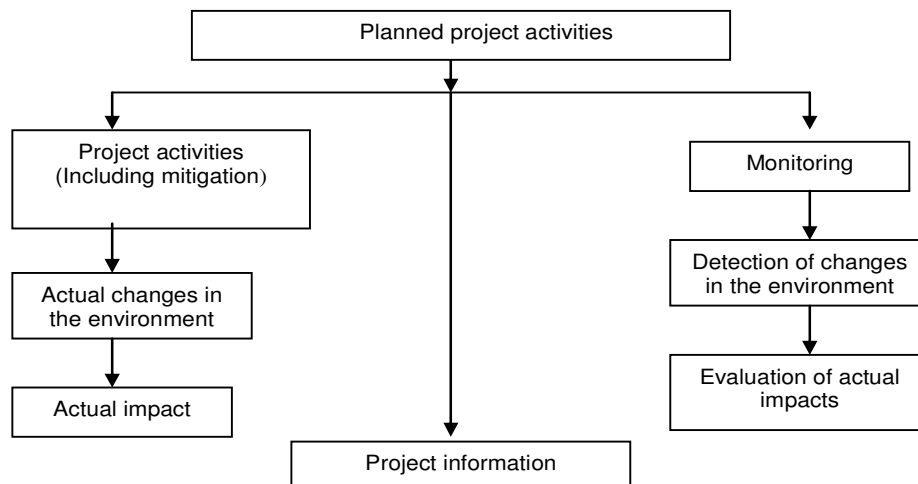 Planned project activities
Project activities
(Including mitigation)
Actual changes in
the environment
Actual impact
Monitoring
Detection of changes
in the environment
Evaluation of actual
impacts
Project information